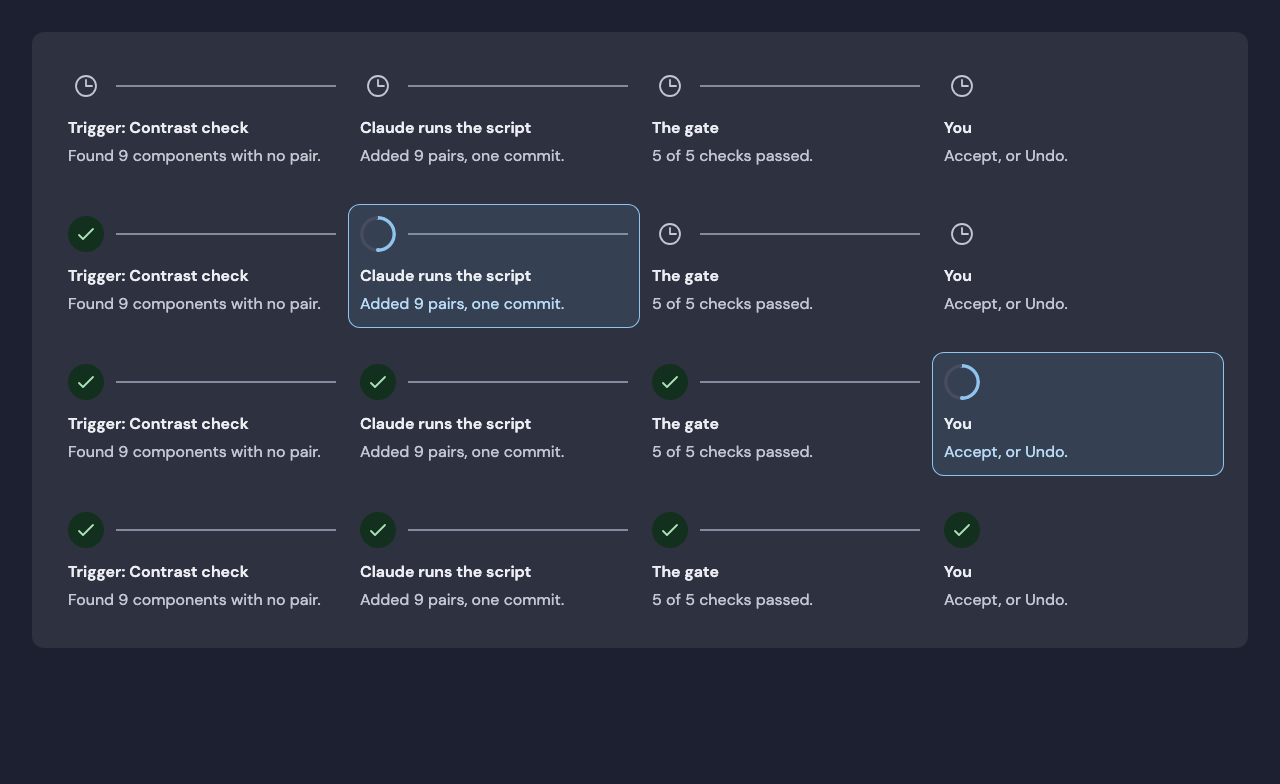 Trigger: Contrast check
Claude runs the script
The gate
You
Found 9 components with no pair.
Added 9 pairs, one commit.
5 of 5 checks passed.
Accept, or Undo.
Trigger: Contrast check
Claude runs the script
The gate
You
Found 9 components with no pair.
Added 9 pairs, one commit.
5 of 5 checks passed.
Accept, or Undo.
Trigger: Contrast check
Claude runs the script
The gate
You
Found 9 components with no pair.
Added 9 pairs, one commit.
5 of 5 checks passed.
Accept, or Undo.
Trigger: Contrast check
Claude runs the script
The gate
You
Found 9 components with no pair.
Added 9 pairs, one commit.
5 of 5 checks passed.
Accept, or Undo.